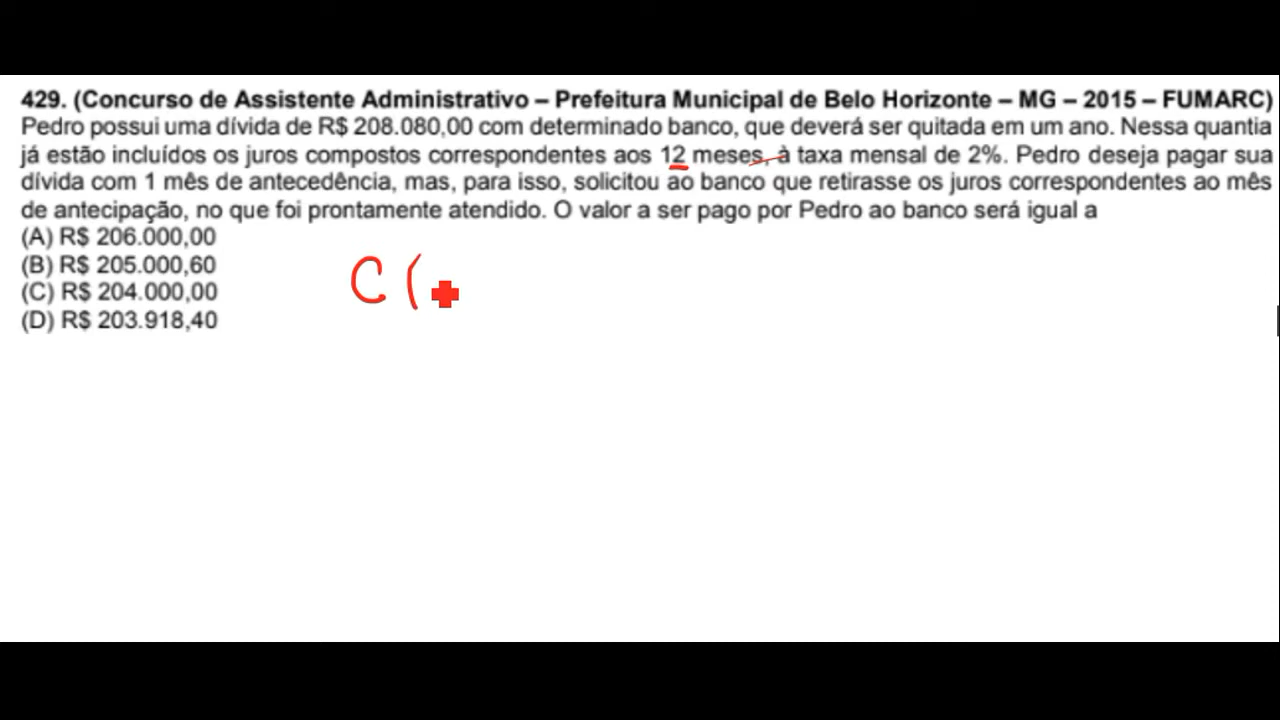 429. (Concurso de Assistente Administrativo – Prefeitura Municipal de Belo Horizonte – MG – 2015 – FUMARC)
Pedro possui uma dívida de R$ 208.080,00 com determinado banco, que deverá ser quitada em um ano. Nessa quantia
já estão incluídos os juros compostos correspondentes aos 12 meses, à taxa mensal de 2%. Pedro deseja pagar sua
dívida com 1 mês de antecedência, mas, para isso, solicitou ao banco que retirasse os juros correspondentes ao mês
de antecipação, no que foi prontamente atendido. O valor a ser pago por Pedro ao banco será igual a
(A) R$ 206.000,00
(B) R$ 205.000,60
(C) R$ 204.000,00
(D) R$ 203.918,40
C (